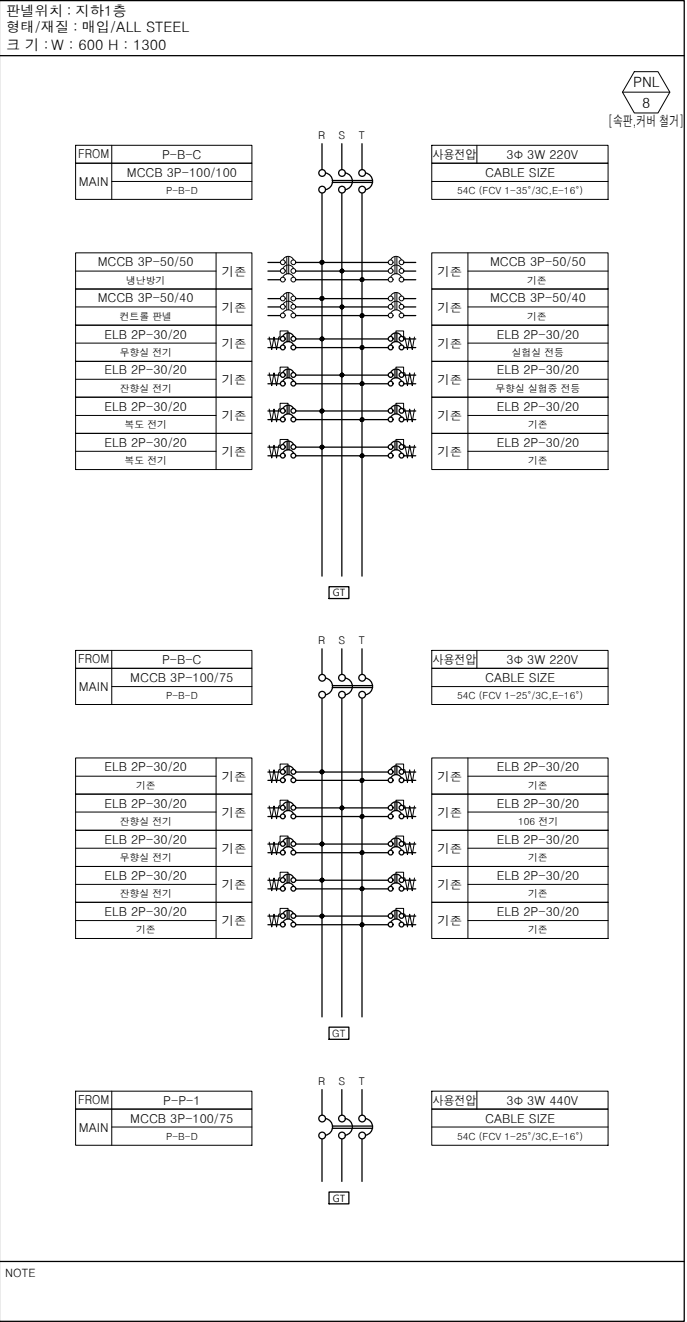 판넬위치 : 지하1층
형태/재질 : 매입/ALL STEEL
크 기 : W : 600 H : 1300
PNL
8
[속판,커버 철거]
R S T
FROM P-B-C
MAIN MCCB 3P-100/100
P-B-D
사용전압 3Φ 3W 220V
CABLE SIZE
54C (FCV 1-35°/3C,E-16°)
MCCB 3P-50/50 기존 기존 MCCB 3P-50/50
냉난방기 기존
MCCB 3P-50/40 기존 기존 MCCB 3P-50/40
컨트롤 판넬 기존
ELB 2P-30/20 기존 기존 ELB 2P-30/20
무향실 전기 실험실 전등
ELB 2P-30/20 기존 기존 ELB 2P-30/20
잔향실 전기 무향실 실험증 전등
ELB 2P-30/20 기존 기존 ELB 2P-30/20
복도 전기 기존
ELB 2P-30/20 기존 기존 ELB 2P-30/20
복도 전기 기존
GT
R S T
FROM P-B-C
MAIN MCCB 3P-100/75
P-B-D
사용전압 3Φ 3W 220V
CABLE SIZE
54C (FCV 1-25°/3C,E-16°)
ELB 2P-30/20 기존 기존 ELB 2P-30/20
기존 기존
ELB 2P-30/20 기존 기존 ELB 2P-30/20
잔향실 전기 106 전기
ELB 2P-30/20 기존 기존 ELB 2P-30/20
무향실 전기 기존
ELB 2P-30/20 기존 기존 ELB 2P-30/20
잔향실 전기 기존
ELB 2P-30/20 기존 기존 ELB 2P-30/20
기존 기존
GT
R S T
FROM P-P-1
MAIN MCCB 3P-100/75
P-B-D
사용전압 3Φ 3W 440V
CABLE SIZE
54C (FCV 1-25°/3C,E-16°)
GT
NOTE